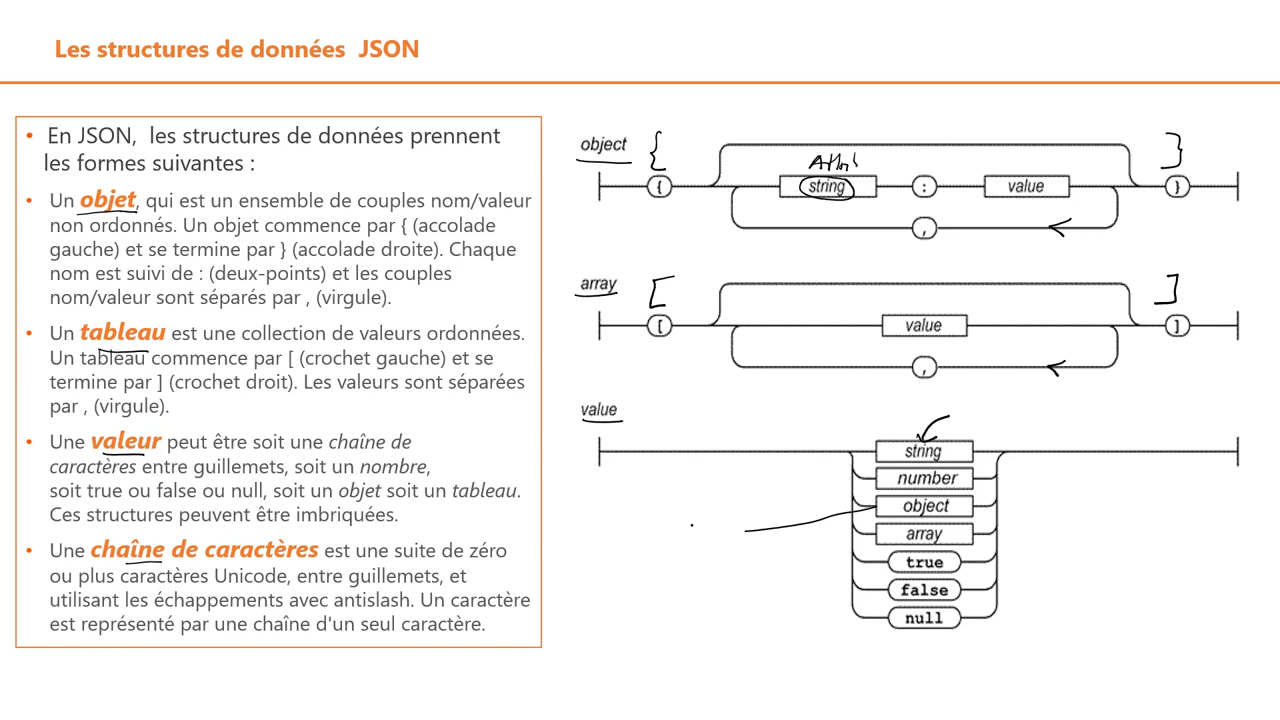 Les structures de données JSON
• En JSON, les structures de données prennent
les formes suivantes :
• Un objet, qui est un ensemble de couples nom/valeur
non ordonnés. Un objet commence par { (accolade
gauche) et se termine par } (accolade droite). Chaque
nom est suivi de : (deux-points) et les couples
nom/valeur sont séparés par , (virgule).
• Un tableau est une collection de valeurs ordonnées.
Un tableau commence par [ (crochet gauche) et se
termine par ] (crochet droit). Les valeurs sont séparées
par , (virgule).
• Une valeur peut être soit une chaîne de
caractères entre guillemets, soit un nombre,
soit true ou false ou null, soit un objet soit un tableau.
Ces structures peuvent être imbriquées.
• Une chaîne de caractères est une suite de zéro
ou plus caractères Unicode, entre guillemets, et
utilisant les échappements avec antislash. Un caractère
est représenté par une chaîne d'un seul caractère.
object
{ }
{ string : value }
,
array
[ ]
[ value ]
,
value
string
number
object
array
true
false
null